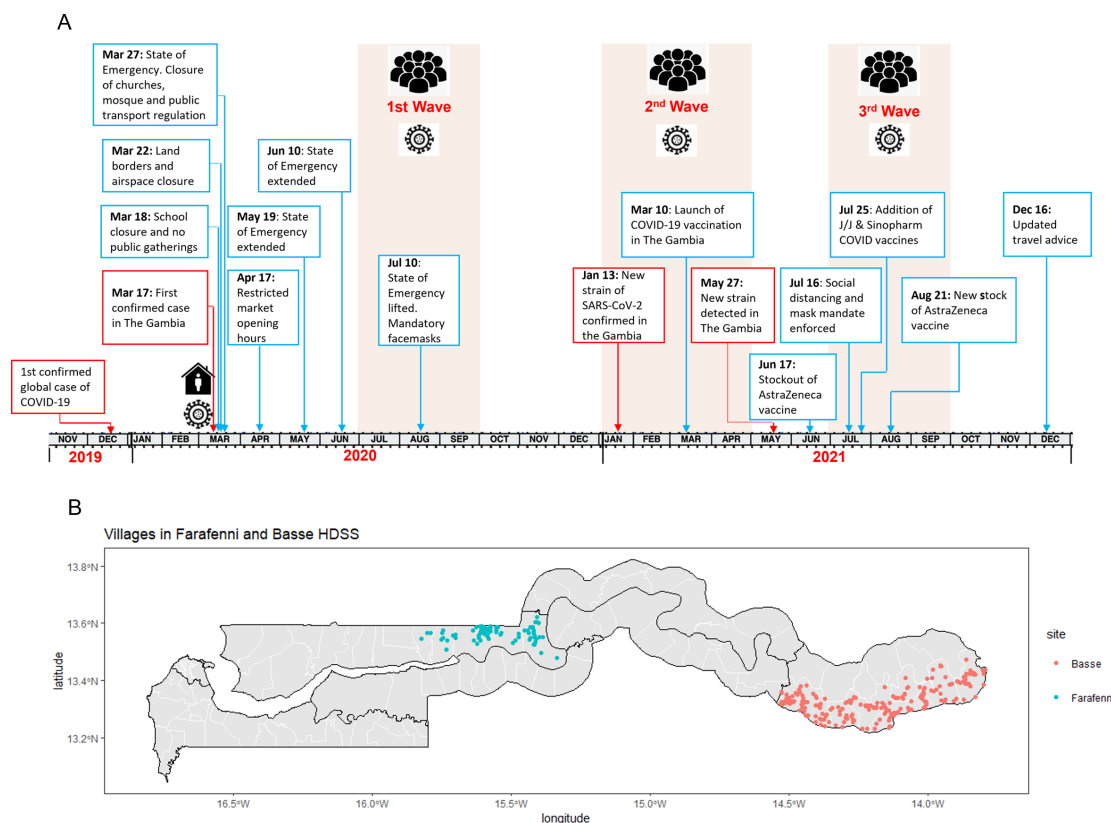 A
Mar 27: State of
Emergency. Closure
of churches,
mosque and public
transport regulation
1st Wave
2nd Wave
3rd Wave
Mar 22: Land
borders and
airspace closure
Jun 10: State
of Emergency
extended
Mar 18: School
closure and no
public gatherings
May 19: State
of Emergency
extended
Mar 10: Launch of
COVID-19 vaccination
in The Gambia
Jul 25: Addition of
J/J & Sinopharm
COVID vaccines
Dec 16:
Updated
travel advice
Mar 17: First
confirmed case
in The Gambia
Apr 17:
Restricted
market
opening
hours
Jul 10:
State of
Emergency
lifted.
Mandatory
facemasks
Jan 13: New
strain of
SARS-CoV-2
confirmed in
the Gambia
May 27:
New strain
detected in
The Gambia
Jul 16: Social
distancing and
mask mandate
enforced
Aug 21: New stock
of AstraZeneca
vaccine
1st confirmed
global case of
COVID-19
Jun 17:
Stockout of
AstraZeneca
vaccine
NOV DEC JAN FEB MAR APR MAY JUN JUL AUG SEP OCT NOV DEC JAN FEB MAR APR MAY JUN JUL AUG SEP OCT NOV DEC
2019 2020 2021
B
Villages in Farafenni and Basse HDSS
13.8°N
13.6°N
13.4°N
13.2°N
latitude
16.5°W 16.0°W 15.5°W 15.0°W 14.5°W 14.0°W
longitude
site
Basse
Farafenni